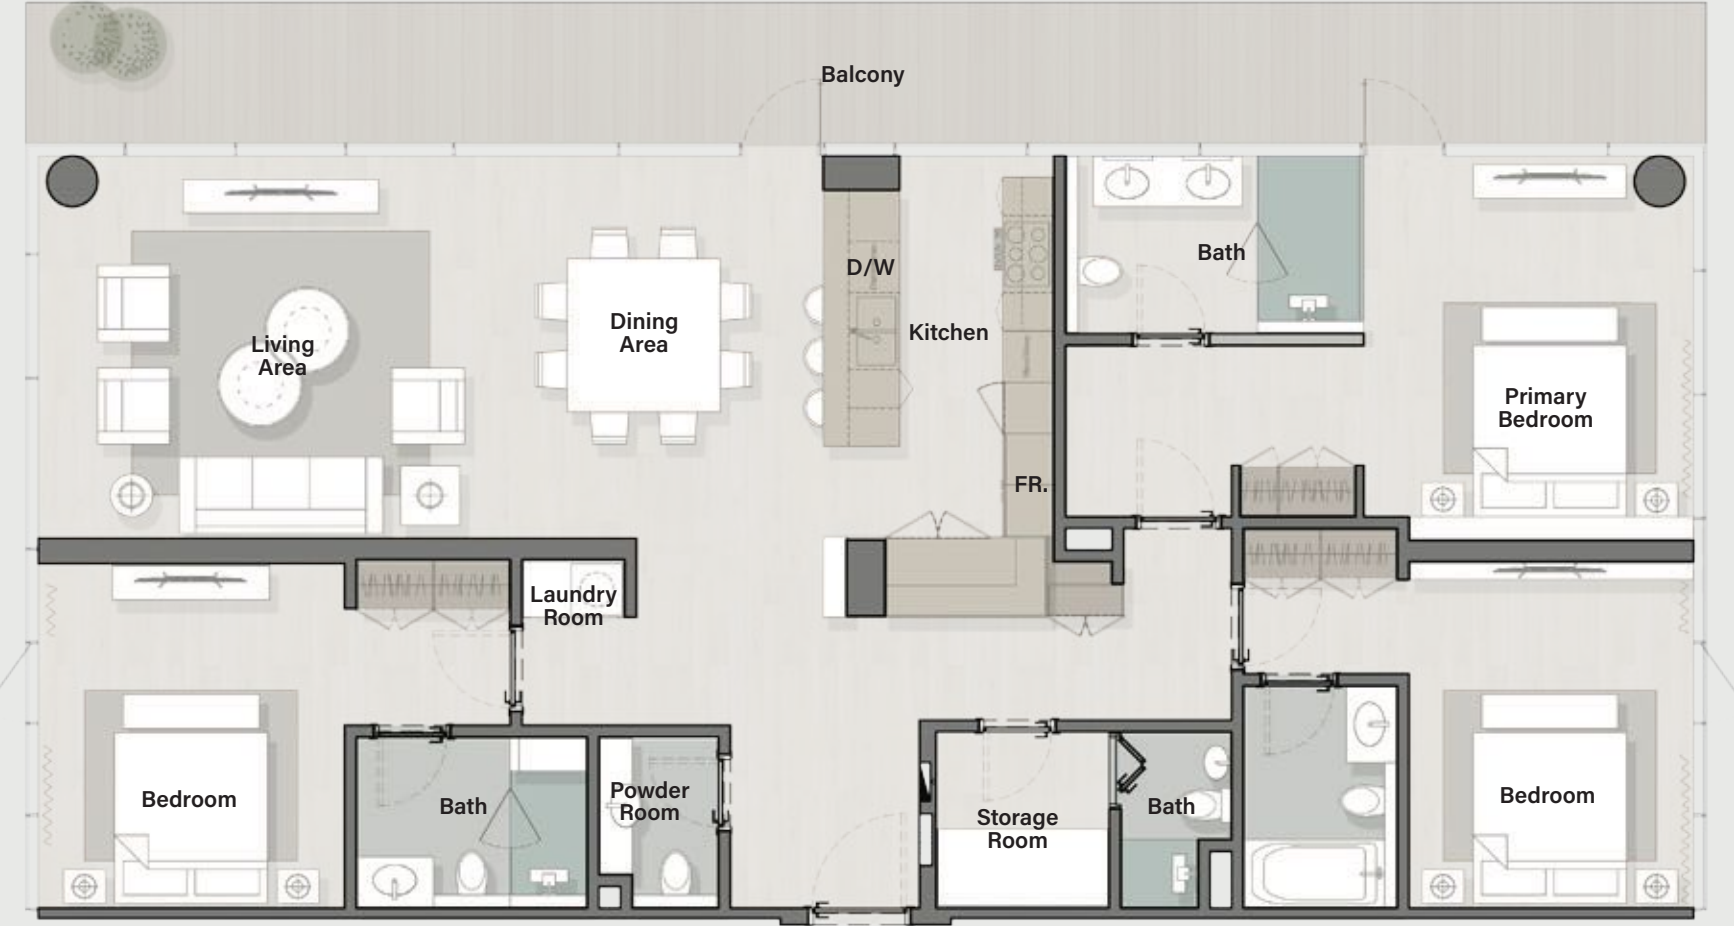 Balcony
D/W
Bath
Living
Area
Dining
Area
Kitchen
Primary
Bedroom
FR.
Laundry
Room
Bedroom
Bath
Powder
Room
Storage
Room
Bath
Bedroom